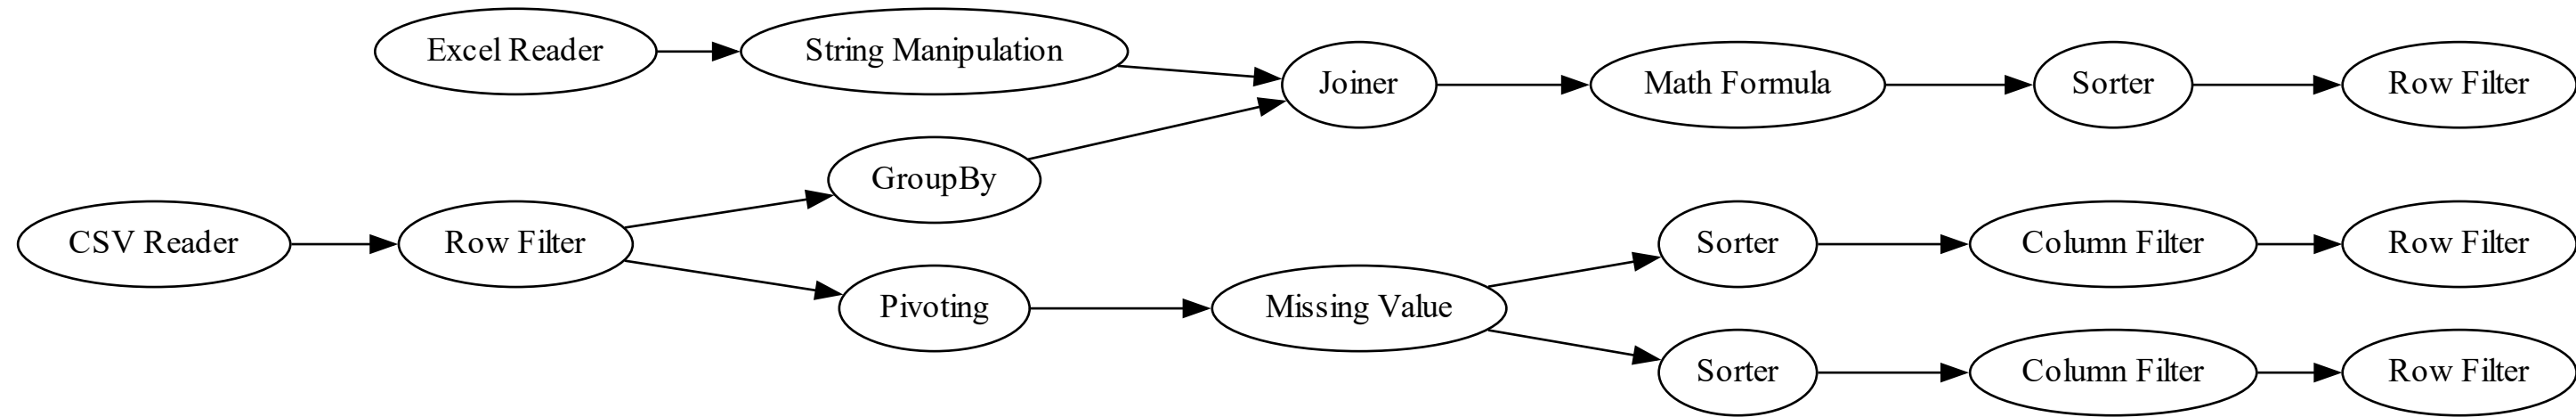 Excel Reader
String Manipulation
Joiner
Math Formula
Sorter
Row Filter
GroupBy
CSV Reader
Row Filter
Sorter
Column Filter
Row Filter
Pivoting
Missing Value
Sorter
Column Filter
Row Filter